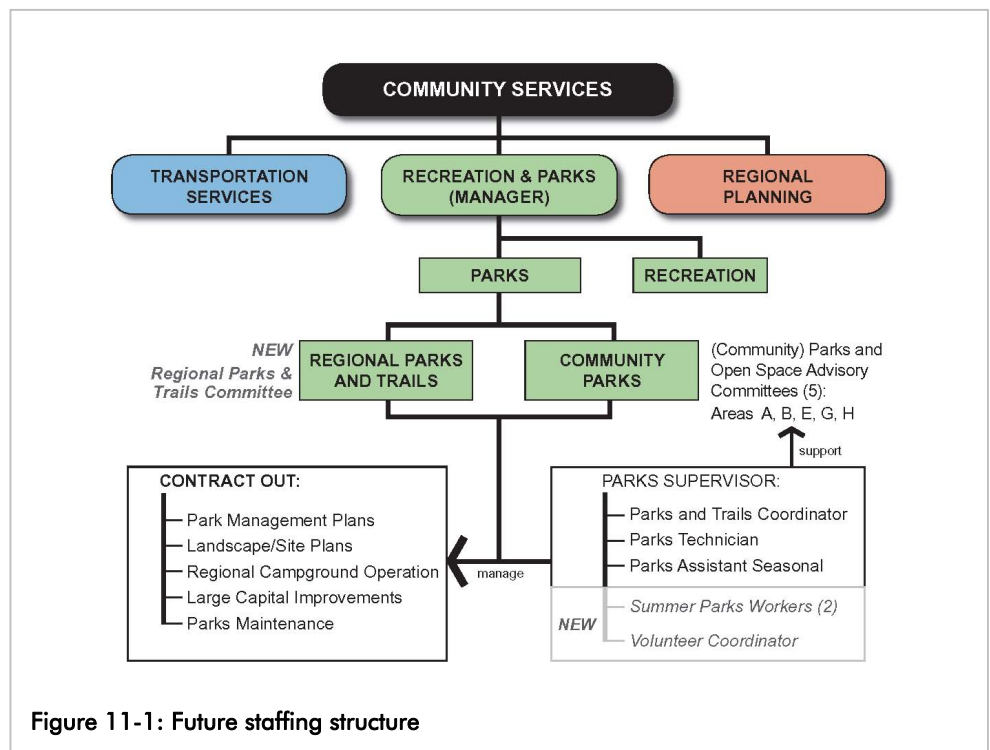 COMMUNITY SERVICES
TRANSPORTATION
SERVICES
RECREATION & PARKS
(MANAGER)
REGIONAL
PLANNING
PARKS
RECREATION
NEW
Regional Parks &
Trails Committee
REGIONAL PARKS
AND TRAILS
COMMUNITY
PARKS
(Community) Parks and
Open Space Advisory
Committees (5):
Areas A, B, E, G, H
support
CONTRACT OUT:
Park Management Plans
Landscape/Site Plans
Regional Campground Operation
Large Capital Improvements
Parks Maintenance
manage
PARKS SUPERVISOR:
Parks and Trails Coordinator
Parks Technician
Parks Assistant Seasonal
NEW
Summer Parks Workers (2)
Volunteer Coordinator
Figure 11-1: Future staffing structure